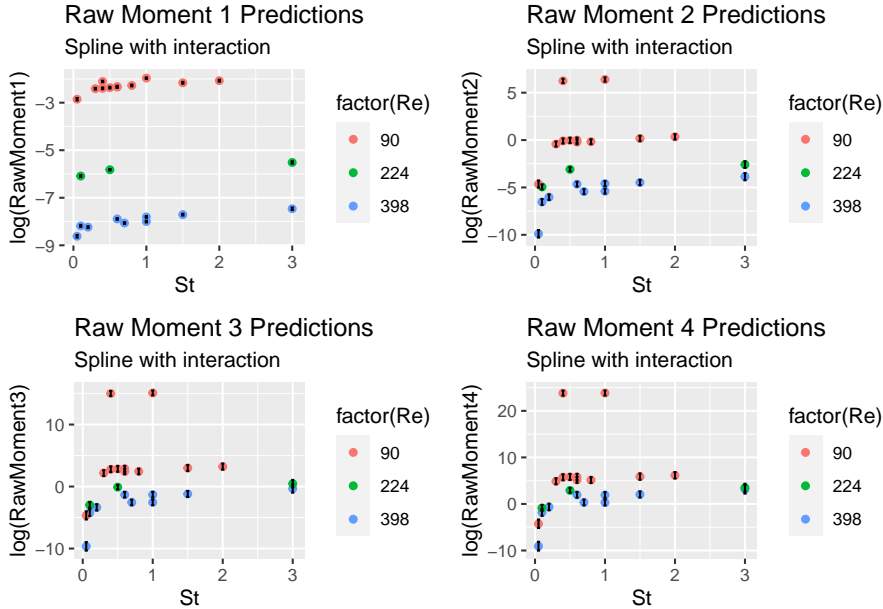 Raw Moment 1 Predictions
Spline with interaction
log(RawMoment1)
−3
−5
−7
−9
0
1
2
3
St
factor(Re)
90
224
398
Raw Moment 2 Predictions
Spline with interaction
log(RawMoment2)
5
0
−5
−10
0
1
2
3
St
factor(Re)
90
224
398
Raw Moment 3 Predictions
Spline with interaction
log(RawMoment3)
10
0
−10
0
1
2
3
St
factor(Re)
90
224
398
Raw Moment 4 Predictions
Spline with interaction
log(RawMoment4)
20
10
0
−10
0
1
2
3
St
factor(Re)
90
224
398